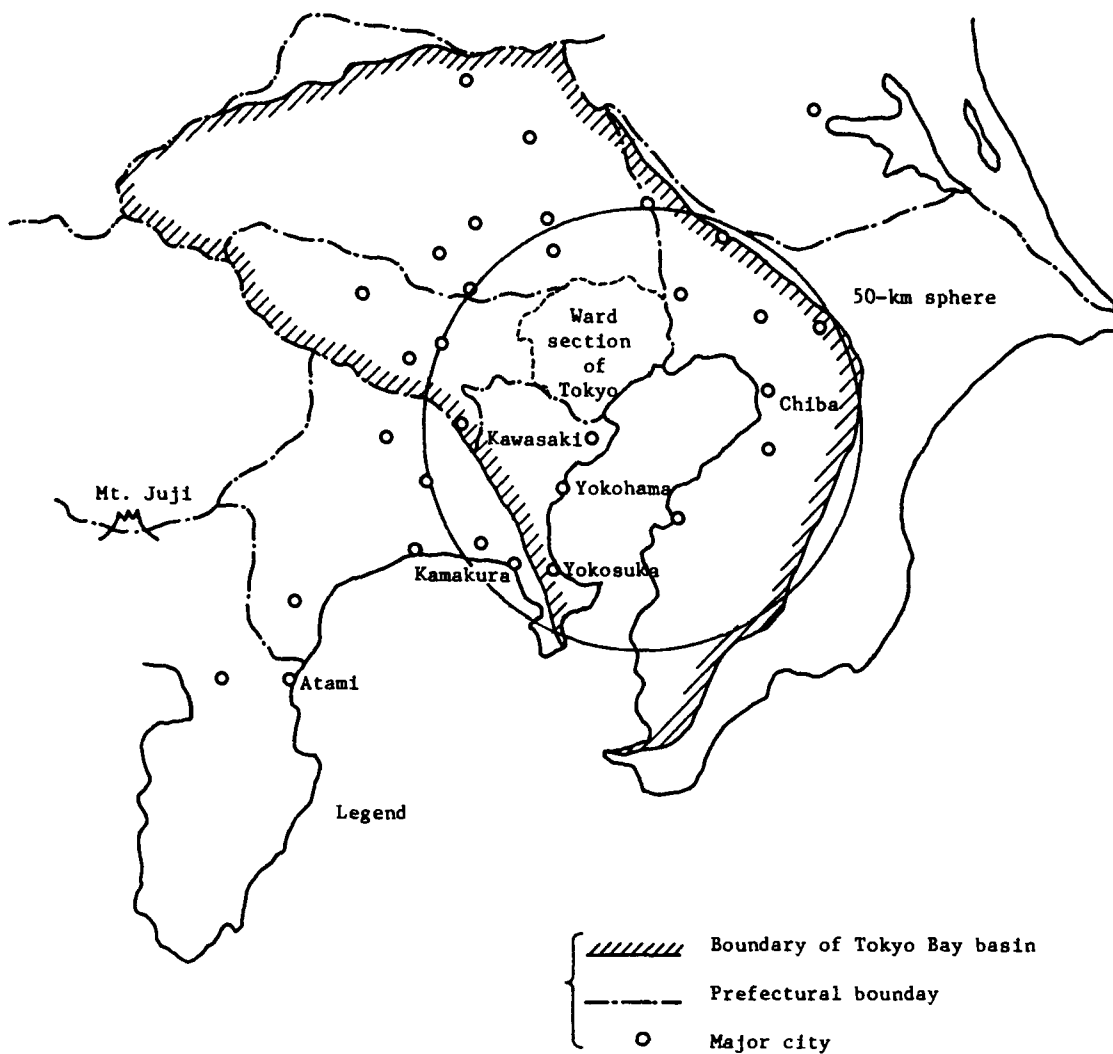 50-km sphere
Ward
section
of
Tokyo
Chiba
Kawasaki
Mt. Juji
Yokohama
Kamakura
Yokosuka
Atami
Legend
Boundary of Tokyo Bay basin
Prefectural bounday
Major city